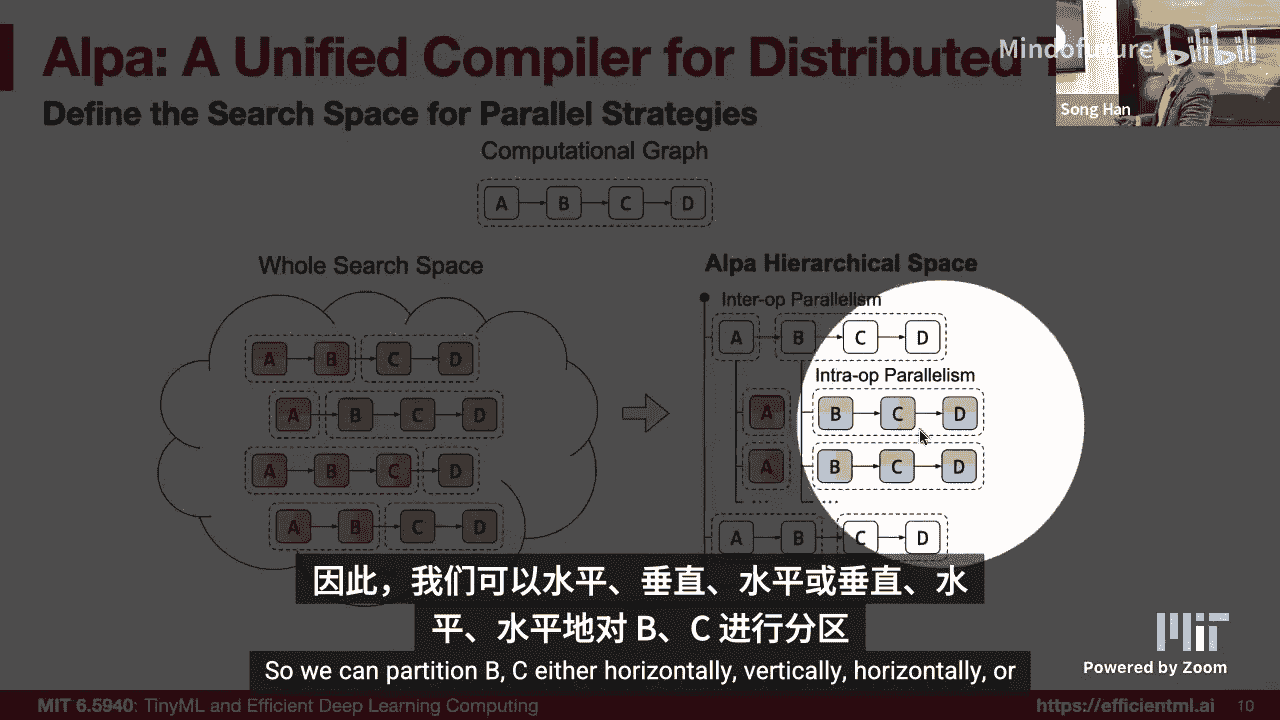 Alpa: A Unified Compiler for Distributed T
Mindofuture bilibili
Song Han
Define the Search Space for Parallel Strategies
Computational Graph
A B C D
Whole Search Space
Alpa Hierarchical Space
Inter-op Parallelism
A B C D
A B C D
Intra-op Parallelism
A B C D
A B C D
A B C D
A B C D
...
...
A B C D
A B C D
因此，我们可以水平、垂直、水平或垂直、水
平、水平地对 B、C 进行分区
So we can partition B, C either horizontally, vertically, horizontally, or
MIT
Powered by Zoom
MIT 6.5940: TinyML and Efficient Deep Learning Computing
https://efficientml.ai
10